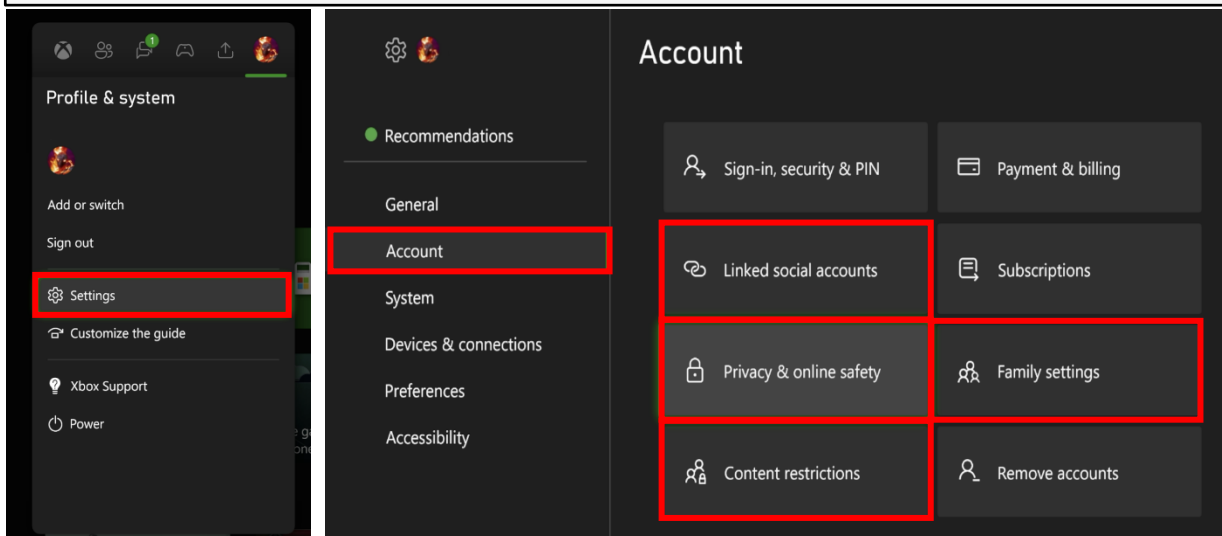 1
Profile & system
Add or switch
Sign out
Settings
Customize the guide
Xbox Support
Power
Recommendations
General
Account
System
Devices & connections
Preferences
Accessibility
Account
Sign-in, security & PIN
Payment & billing
Linked social accounts
Subscriptions
Privacy & online safety
Family settings
Content restrictions
Remove accounts